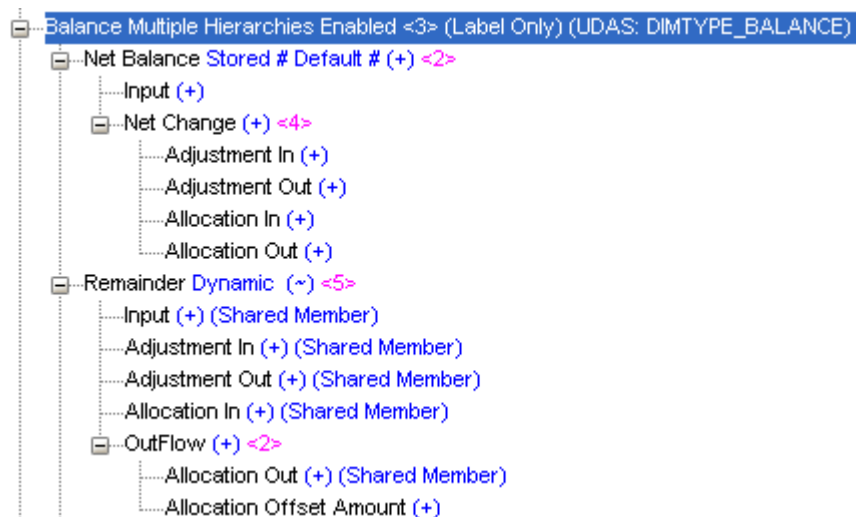 Balance Multiple Hierarchies Enabled <3> (Label Only) (UDAS: DIMTYPE_BALANCE)
Net Balance Stored # Default # (+) <2>
Input (+)
Net Change (+) <4>
Adjustment In (+)
Adjustment Out (+)
Allocation In (+)
Allocation Out (+)
Remainder Dynamic (~) <5>
Input (+) (Shared Member)
Adjustment In (+) (Shared Member)
Adjustment Out (+) (Shared Member)
Allocation In (+) (Shared Member)
OutFlow (+) <2>
Allocation Out (+) (Shared Member)
Allocation Offset Amount (+)